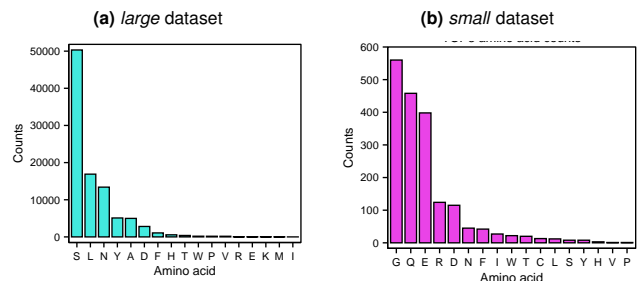 (a) large dataset
Counts
50000
40000
30000
20000
10000
0
S L N Y A D F H T W P V R E K M I
Amino acid
(b) small dataset
amino acid counts
Counts
600
500
400
300
200
100
0
G Q E R D N F I W T C L S Y H V P
Amino acid